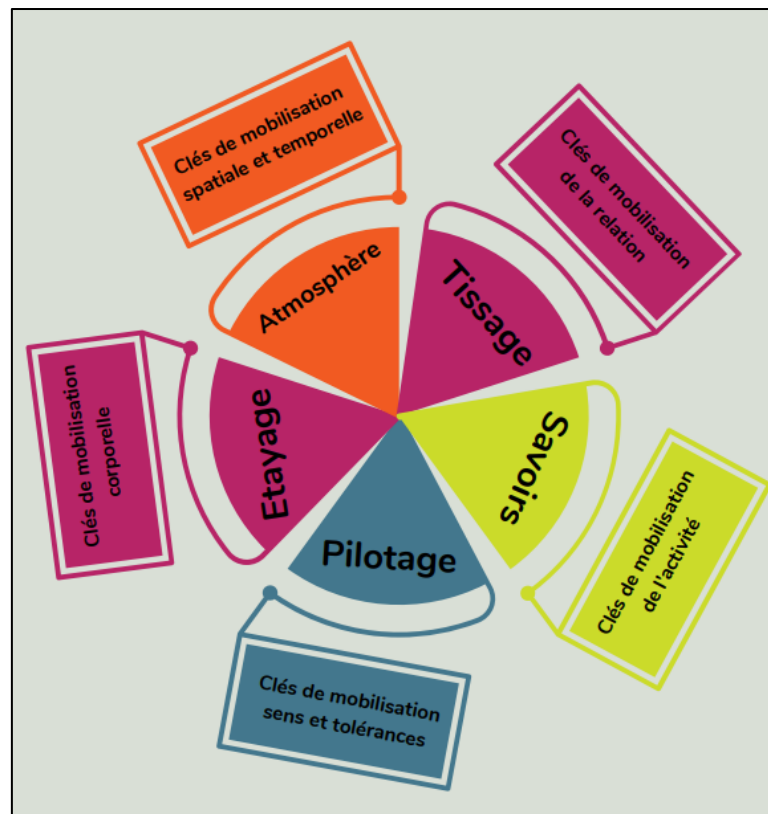 Clés de mobilisation
spatiale et temporelle
Atmosphère
Clés de mobilisation
de la relation
Tissage
Savoirs
Clés de mobilisation
de l'activité
Pilotage
Clés de mobilisation
sens et tolérances
Etayage
Clés de mobilisation
corporelle